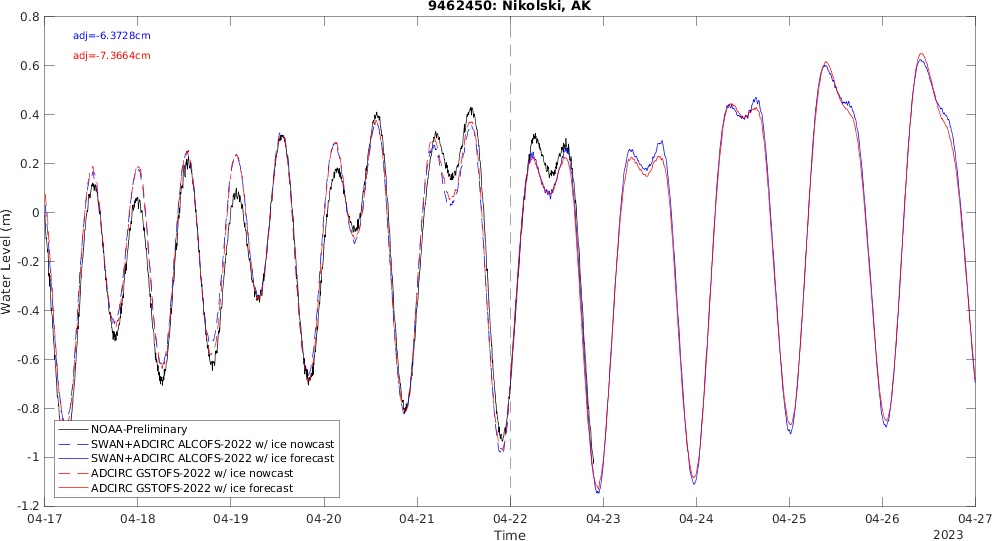 9462450: Nikolski, AK
adj=-6.3728cm
adj=-7.3664cm
0.8
0.6
0.4
0.2
0
-0.2
-0.4
-0.6
-0.8
-1
-1.2
Water Level (m)
NOAA-Preliminary
SWAN+ADCIRC ALCOFS-2022 w/ ice nowcast
SWAN+ADCIRC ALCOFS-2022 w/ ice forecast
ADCIRC GSTOFS-2022 w/ ice nowcast
ADCIRC GSTOFS-2022 w/ ice forecast
04-17 04-18 04-19 04-20 04-21 04-22 04-23 04-24 04-25 04-26 04-27
Time
2023